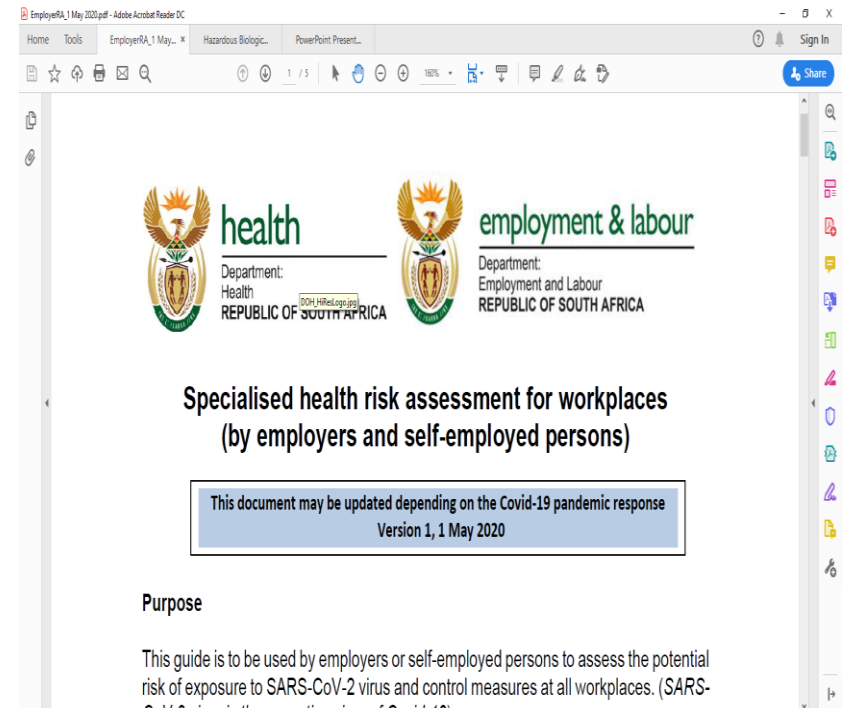 EmployerRA_1 May 2020.pdf - Adobe Acrobat Reader DC
Home Tools EmployerRA_1 May... x Hazardous Biologic... PowerPoint Present... Sign In
1 / 5 160% Share
health
Department:
Health
REPUBLIC OF SOUTH AFRICA
DOH_HiResLogo.jpg
employment & labour
Department:
Employment and Labour
REPUBLIC OF SOUTH AFRICA
Specialised health risk assessment for workplaces
(by employers and self-employed persons)
This document may be updated depending on the Covid-19 pandemic response
Version 1, 1 May 2020
Purpose
This guide is to be used by employers or self-employed persons to assess the potential
risk of exposure to SARS-CoV-2 virus and control measures at all workplaces. (SARS-